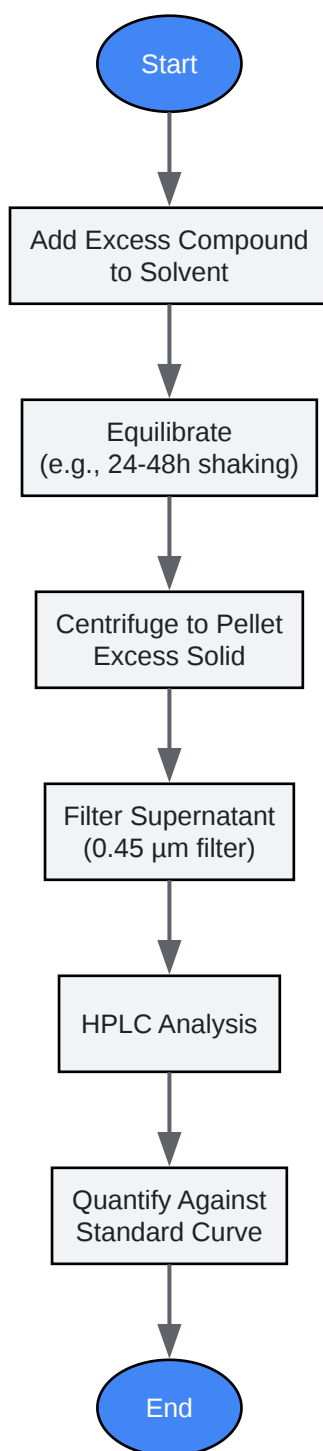 Start
Add Excess Compound
to Solvent
Equilibrate
(e.g., 24-48h shaking)
Centrifuge to Pellet
Excess Solid
Filter Supernatant
(0.45 µm filter)
HPLC Analysis
Quantify Against
Standard Curve
End